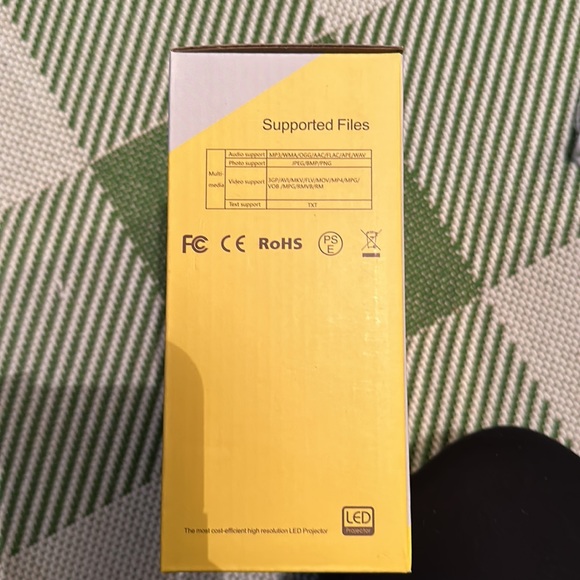 Supported Files
Multi-media
Audio support MP3/WMA/OGG/AAC/FLAC/APE/WAV
Photo support JPEG/BMP/PNG
Video support 3GP/AVI/MKV/FLV/MOV/MP4/MPG/
VOB /MPG/RMVB/RM
Text support TXT
FC CE RoHS PS E
The most cost-efficient high resolution LED Projector
LED
Projector